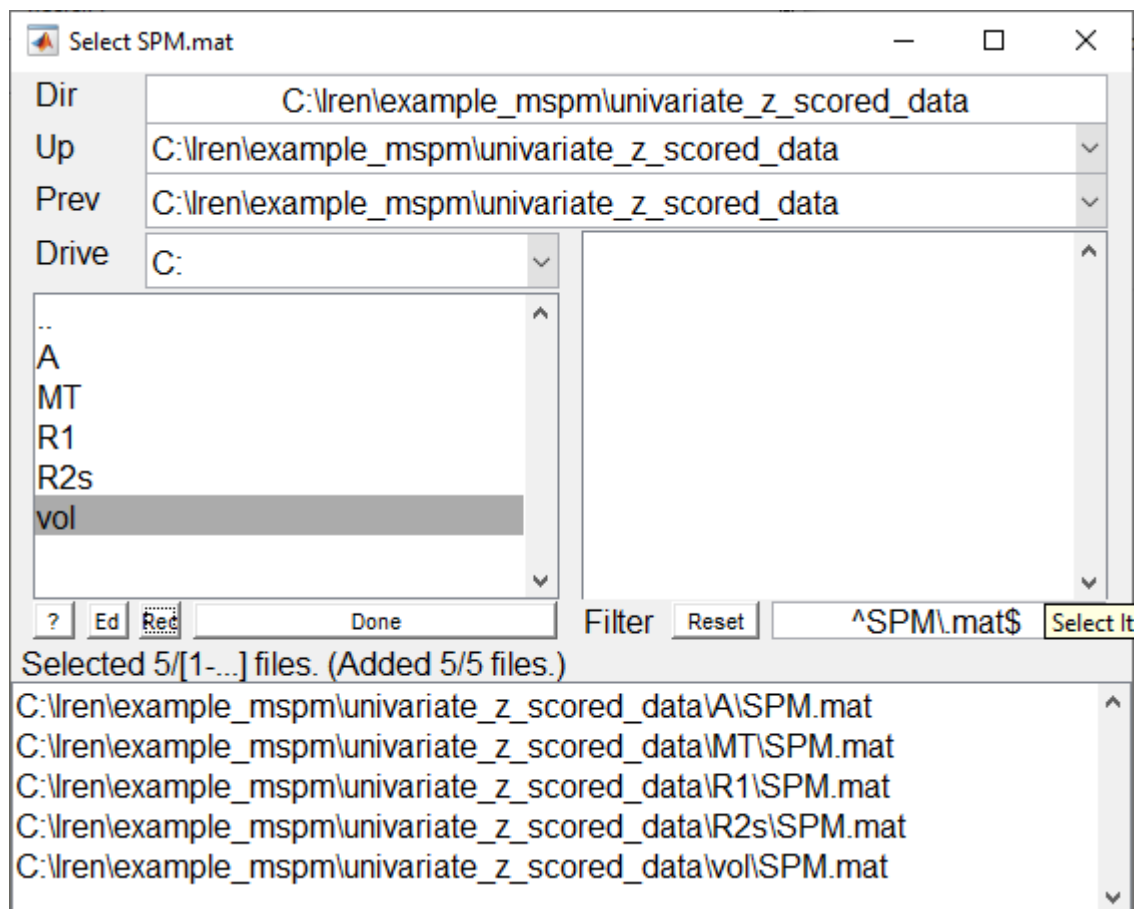 Select SPM.mat
Dir C:\lren\example_mspm\univariate_z_scored_data
Up C:\lren\example_mspm\univariate_z_scored_data
Prev C:\lren\example_mspm\univariate_z_scored_data
Drive C:
..
A
MT
R1
R2s
vol
? Ed Rec Done Filter Reset ^SPM\.mat$ Select It
Selected 5/[1-...] files. (Added 5/5 files.)
C:\lren\example_mspm\univariate_z_scored_data\A\SPM.mat
C:\lren\example_mspm\univariate_z_scored_data\MT\SPM.mat
C:\lren\example_mspm\univariate_z_scored_data\R1\SPM.mat
C:\lren\example_mspm\univariate_z_scored_data\R2s\SPM.mat
C:\lren\example_mspm\univariate_z_scored_data\vol\SPM.mat